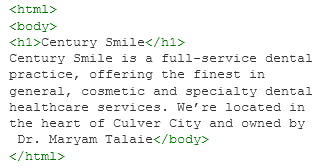 <html>
<body>
<h1>Century Smile</h1>
Century Smile is a full-service dental
practice, offering the finest in
general, cosmetic and specialty dental
healthcare services. We’re located in
the heart of Culver City and owned by
Dr. Maryam Talaie</body>
</html>